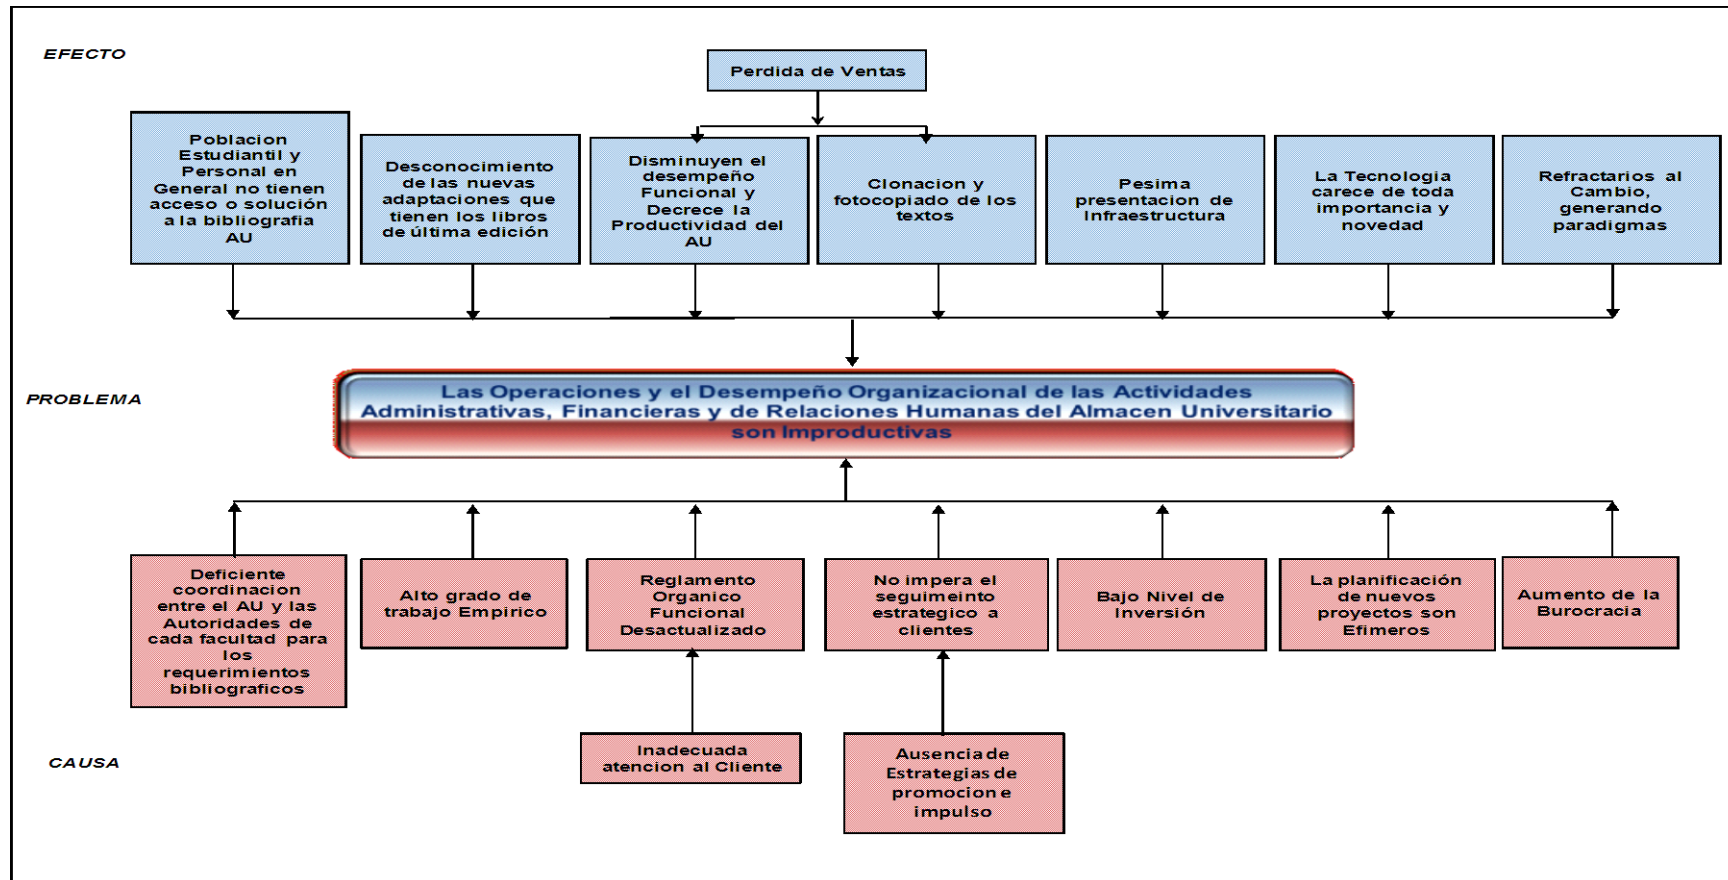 EFECTO
Perdida de Ventas
Poblacion
Estudiantil y
Personal en
General no tienen
acceso o solución
a la bibliografia
AU
Desconocimiento
de las nuevas
adaptaciones que
tienen los libros
de última edición
Disminuyen el
desempeño
Funcional y
Decrece la
Productividad del
AU
Clonacion y
fotocopiado de los
textos
Pesima
presentacion de
Infraestructura
La Tecnologia
carece de toda
importancia y
novedad
Refractarios al
Cambio,
generando
paradigmas
PROBLEMA
Las Operaciones y el Desempeño Organizacional de las Actividades
Administrativas, Financieras y de Relaciones Humanas del Almacen Universitario
son Improductivas
Deficiente
coordinacion
entre el AU y las
Autoridades de
cada facultad para
los
requerimientos
bibliograficos
Alto grado de
trabajo Empirico
Reglamento
Organico
Funcional
Desactualizado
No impera el
seguimeinto
estrategico a
clientes
Bajo Nivel de
Inversión
La planificación
de nuevos
proyectos son
Efimeros
Aumento de la
Burocracia
CAUSA
Inadecuada
atencion al Cliente
Ausencia de
Estrategias de
promocion e
impulso